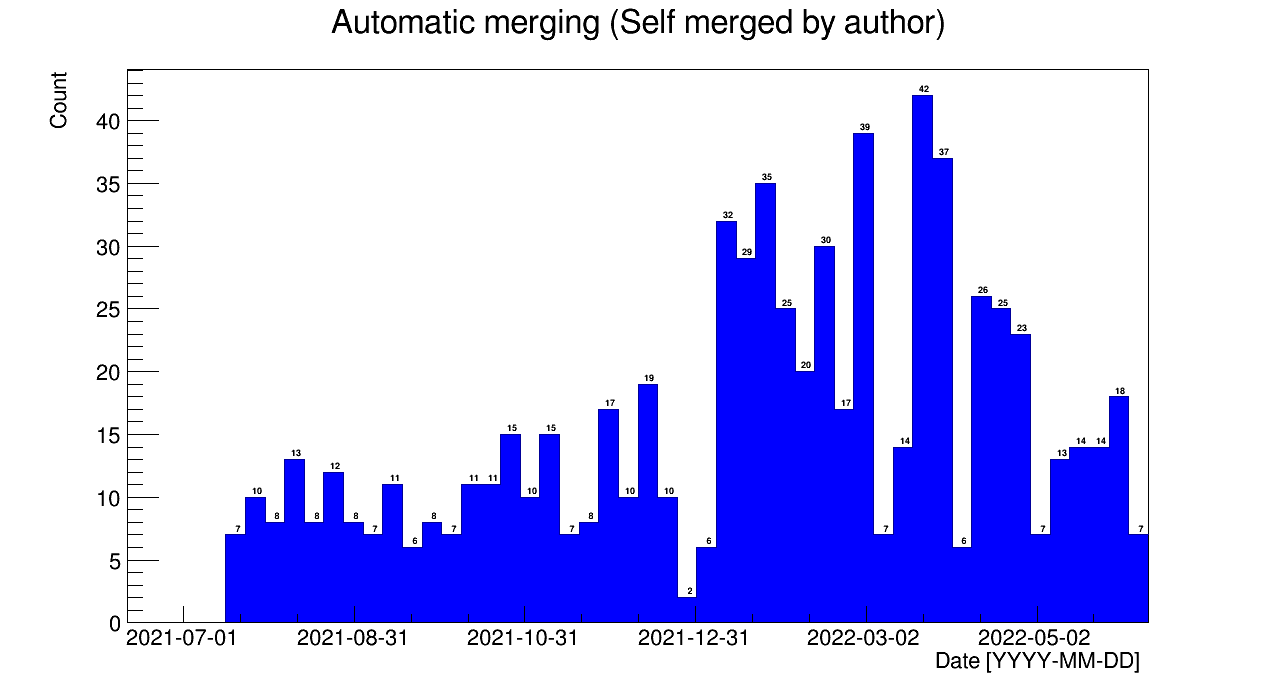 Automatic merging (Self merged by author)
Count
40
35
30
25
20
15
10
5
0
7 10 8 13 8 12 8 7 11 6 8 7 11 11 15 10 15 7 8 17 10 19 10 2 6 32 29 35 25 20 30 17 39 7 14 42 37 6 26 25 23 7 13 14 14 18 7
2021-07-01 2021-08-31 2021-10-31 2021-12-31 2022-03-02 2022-05-02
Date [YYYY-MM-DD]